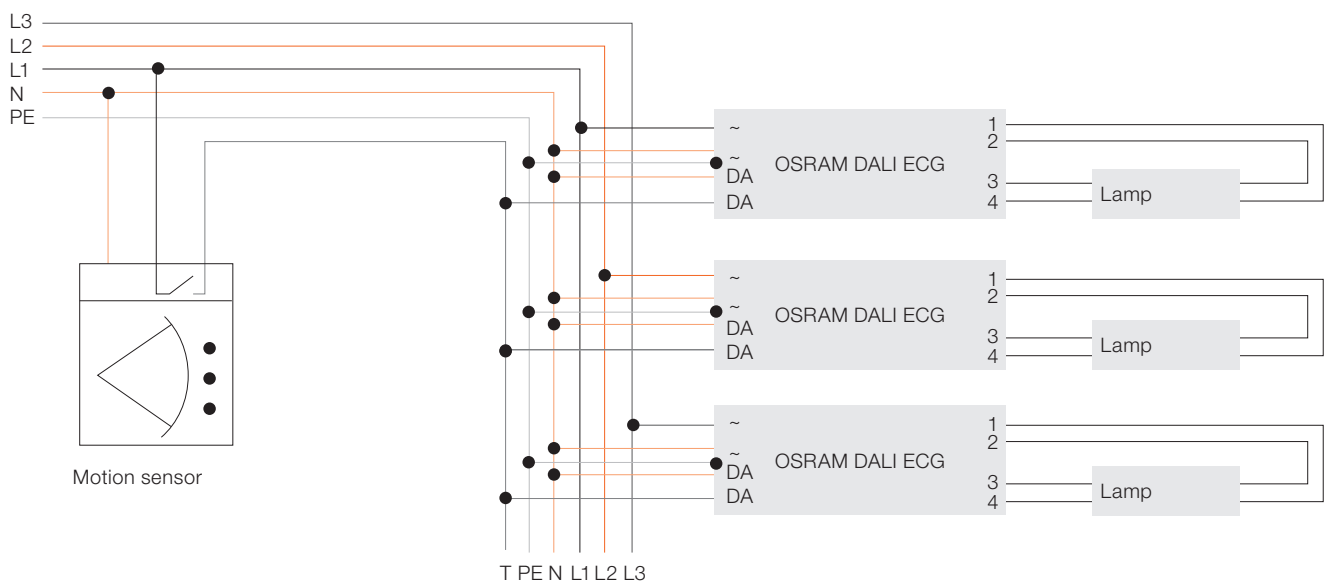 L3
L2
L1
N
PE
~
~
DA
DA
OSRAM DALI ECG
1
2
3
4
Lamp
~
~
DA
DA
OSRAM DALI ECG
1
2
3
4
Lamp
~
~
DA
DA
OSRAM DALI ECG
1
2
3
4
Lamp
Motion sensor
T PE N L1 L2 L3